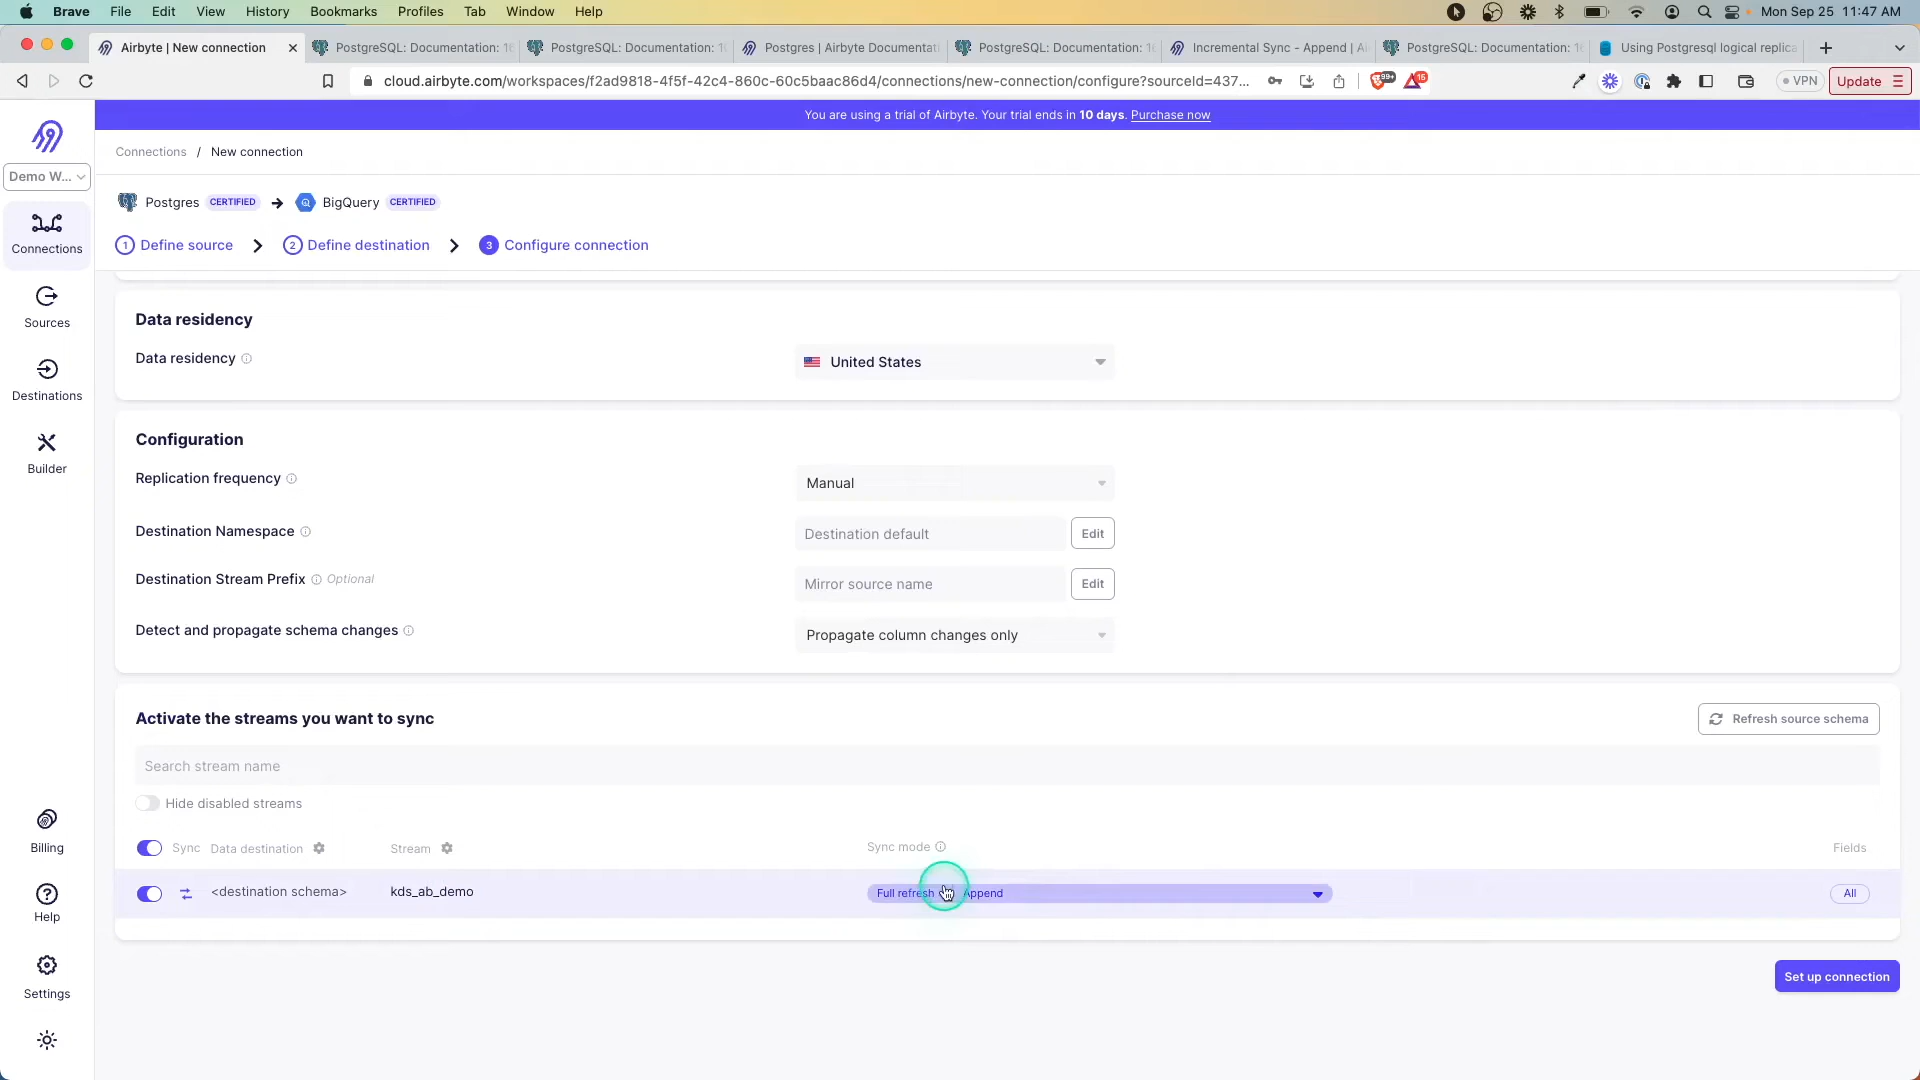 Brave File Edit View History Bookmarks Profiles Tab Window Help Mon Sep 25 11:47 AM
Airbyte | New connection PostgreSQL: Documentation: PostgreSQL: Documentation: Postgres | Airbyte Documentat PostgreSQL: Documentation: Incremental Sync - Append | PostgreSQL: Documentation: Using Postgresql logical replica
cloud.airbyte.com/workspaces/f2ad9818-4f5f-42c4-860c-60c5baac86d4/connections/new-connection/configure?sourceId=437... 99+ 15 VPN Update
You are using a trial of Airbyte. Your trial ends in 10 days. Purchase now
Demo W...
Connections
Sources
Destinations
Builder
Billing
Help
Settings
Connections / New connection
Postgres CERTIFIED BigQuery CERTIFIED
1 Define source 2 Define destination 3 Configure connection
Data residency
Data residency United States
Configuration
Replication frequency Manual
Destination Namespace Destination default Edit
Destination Stream Prefix Optional Mirror source name Edit
Detect and propagate schema changes Propagate column changes only
Activate the streams you want to sync Refresh source schema
Search stream name
Hide disabled streams
Sync Data destination Stream Sync mode Fields
<destination schema> kds_ab_demo Full refresh Append All
Set up connection